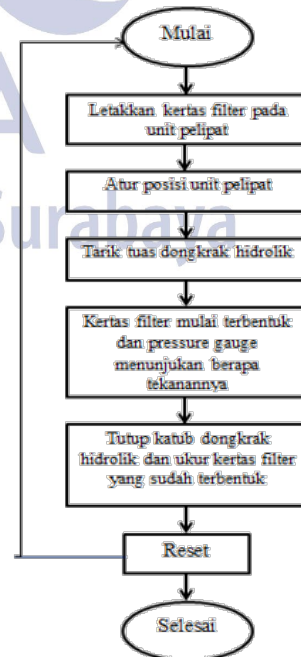 Mulai
Letakkan kertas filter pada
unit pelipat
Atur posisi unit pelipat
Surabaya
Tarik tuas dongkrak hidrolik
Kertas filter mulai terbentuk
dan pressure gauge
menunjukan berapa
tekanannya
Tutup katub dongkrak
hidrolik dan ukur kertas filter
yang sudah terbentuk
Reset
Selesai